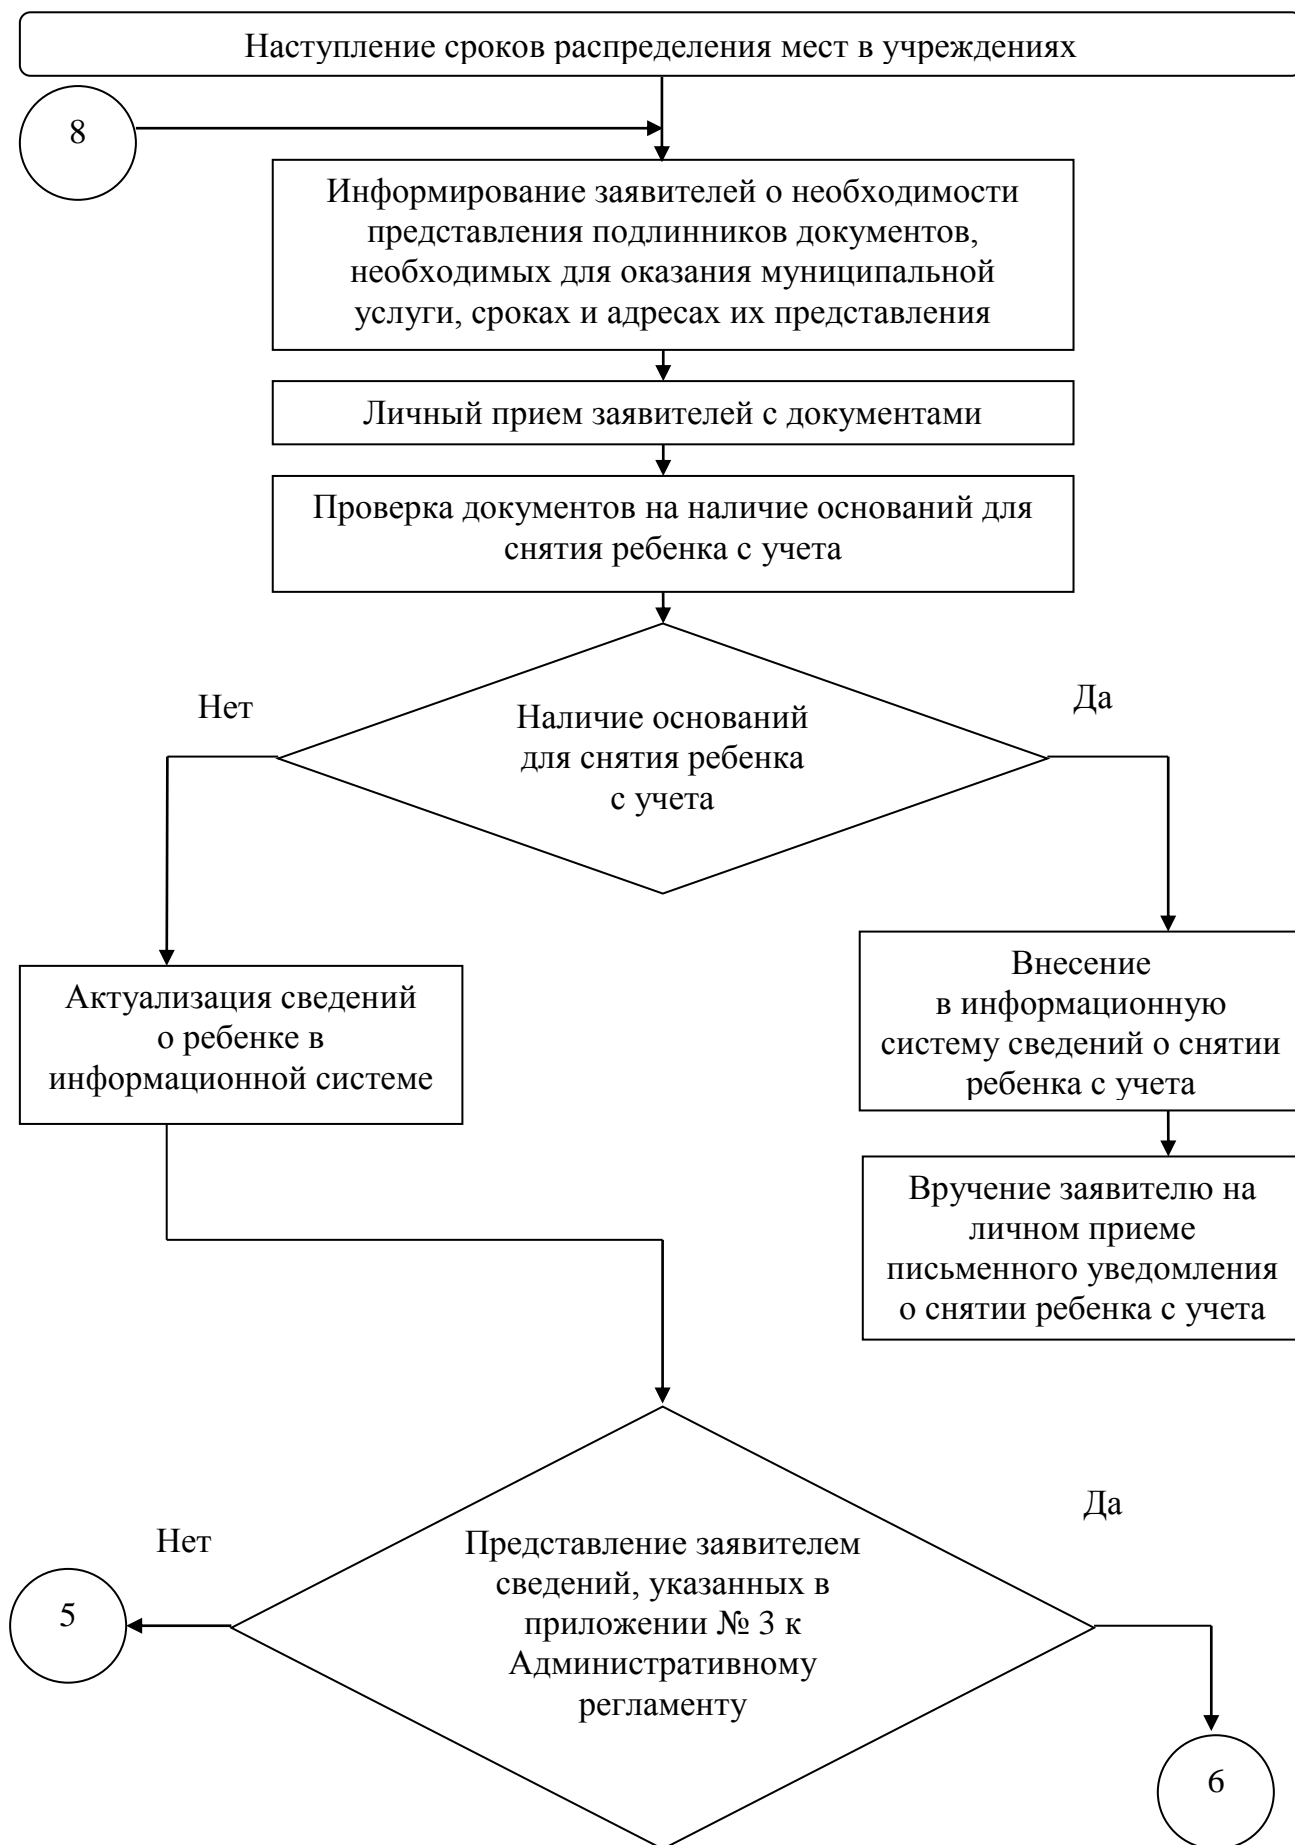 Наступление сроков распределения мест в учреждениях
8
Информирование заявителей о необходимости
представления подлинников документов,
необходимых для оказания муниципальной
услуги, сроках и адресах их представления
Личный прием заявителей с документами
Проверка документов на наличие оснований для
снятия ребенка с учета
Нет
Да
Наличие оснований
для снятия ребенка
с учета
Актуализация сведений
о ребенке в
информационной системе
Внесение
в информационную
систему сведений о снятии
ребенка с учета
Вручение заявителю на
личном приеме
письменного уведомления
о снятии ребенка с учета
Нет
Да
Представление заявителем
сведений, указанных в
приложении № 3 к
Административному
регламенту
5
6